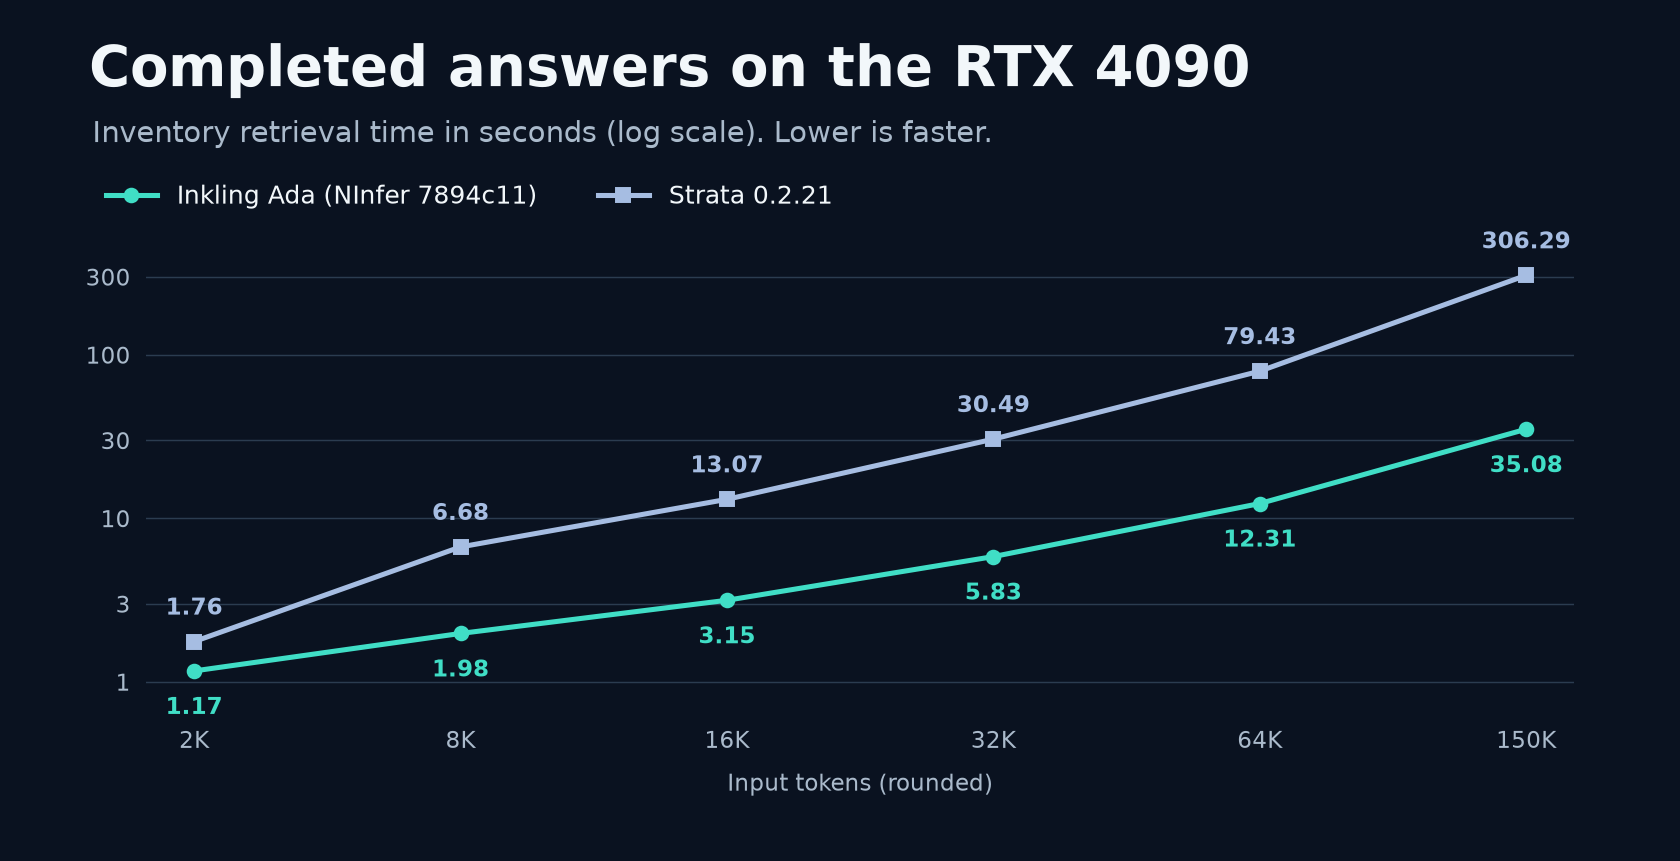 Completed answers on the RTX 4090
Inventory retrieval time in seconds (log scale). Lower is faster.
Inkling Ada (NInfer 7894c11)
Strata 0.2.21
306.29
300
79.43
100
30.49
30
13.07
35.08
6.68
10
12.31
5.83
1.76
3
3.15
1.98
1
1.17
2K
8K
16K
32K
64K
150K
Input tokens (rounded)